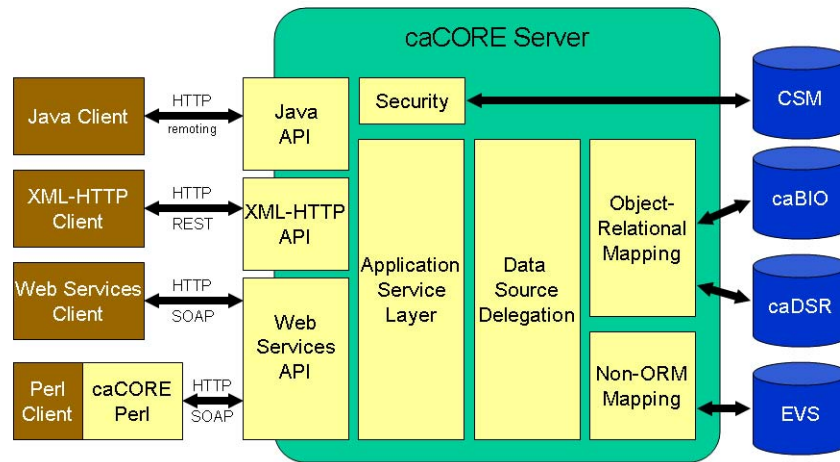 caCORE Server
Java Client
HTTP
remoting
Java
API
Security
CSM
XML-HTTP
Client
HTTP
REST
XML-HTTP
API
Application
Service
Layer
Data
Source
Delegation
Object-
Relational
Mapping
caBIO
Web Services
Client
HTTP
SOAP
Web
Services
API
caDSR
Perl
Client
caCORE
Perl
HTTP
SOAP
Non-ORM
Mapping
EVS